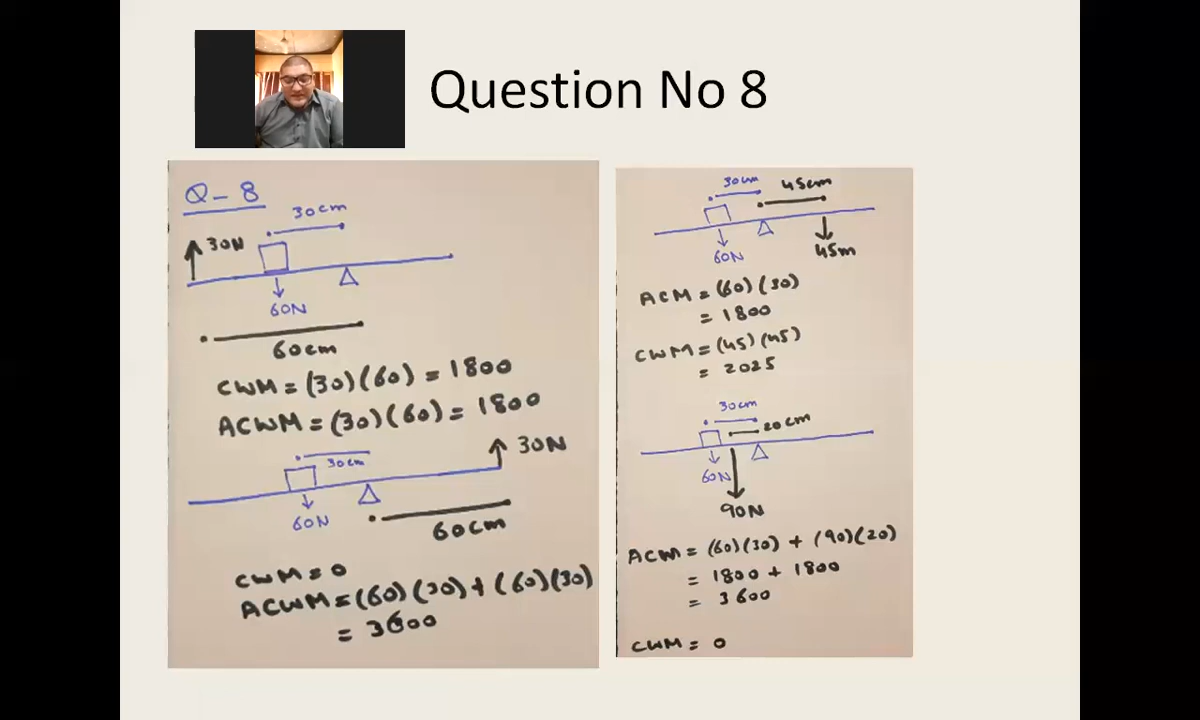 Question No 8
Q-8
30cm
30N
60N
60cm
CWM = (30)(60) = 1800
ACWM = (30)(60) = 1800
30cm
30N
60N
60cm
CWM = 0
ACWM = (60)(30) + (60)(30)
= 3600
30cm
45cm
60N
45m
ACM = (60)(30)
= 1800
CWM = (45)(45)
= 2025
30cm
20cm
60N
90N
ACM = (60)(30) + (90)(20)
= 1800 + 1800
= 3600
CWM = 0